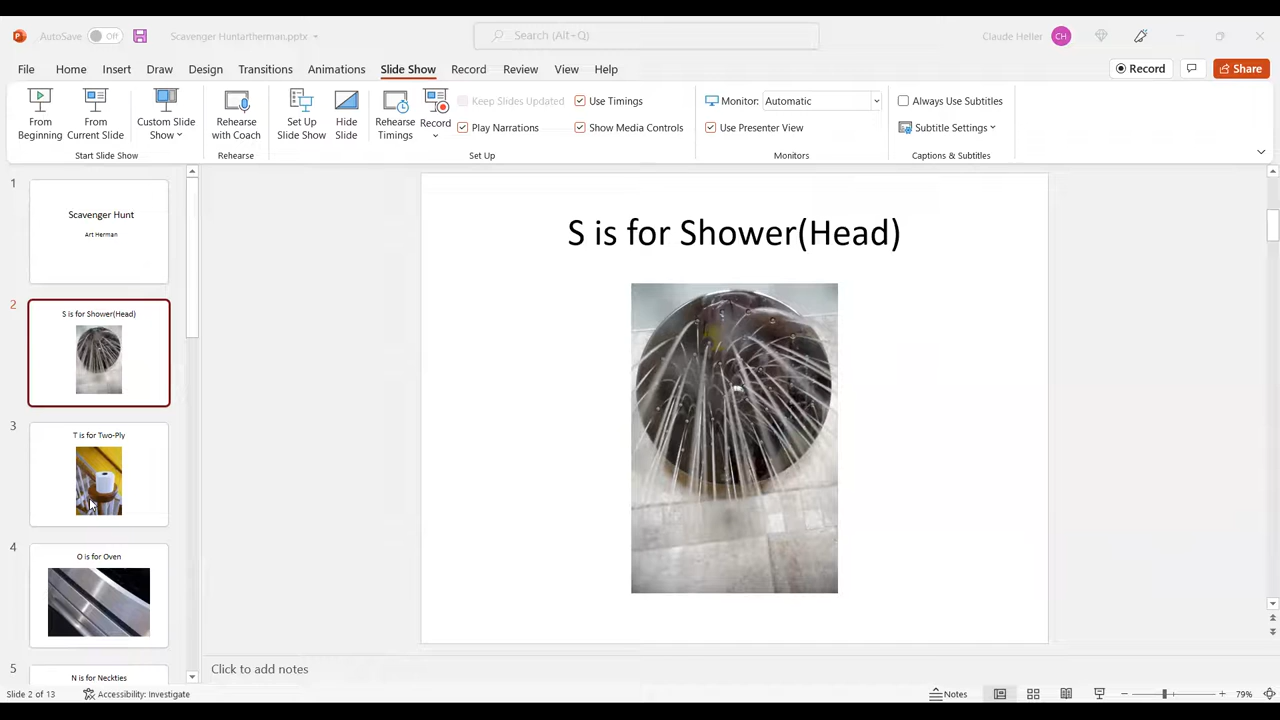 AutoSave Off Scavenger Huntartherman.pptx Search (Alt+Q) Claude Heller CH
File Home Insert Draw Design Transitions Animations Slide Show Record Review View Help Record Share
From Beginning
From Current Slide
Custom Slide Show
Start Slide Show
Rehearse with Coach
Rehearse
Set Up Slide Show
Hide Slide
Rehearse Timings
Record
Keep Slides Updated
Play Narrations
Use Timings
Show Media Controls
Set Up
Monitor: Automatic
Use Presenter View
Monitors
Always Use Subtitles
Subtitle Settings
Captions & Subtitles
1
Scavenger Hunt
Art Herman
2
S is for Shower(Head)
3
T is for Two-Ply
4
O is for Oven
5
N is for Neckties
S is for Shower(Head)
Click to add notes
Slide 2 of 13 Accessibility: Investigate Notes 79%